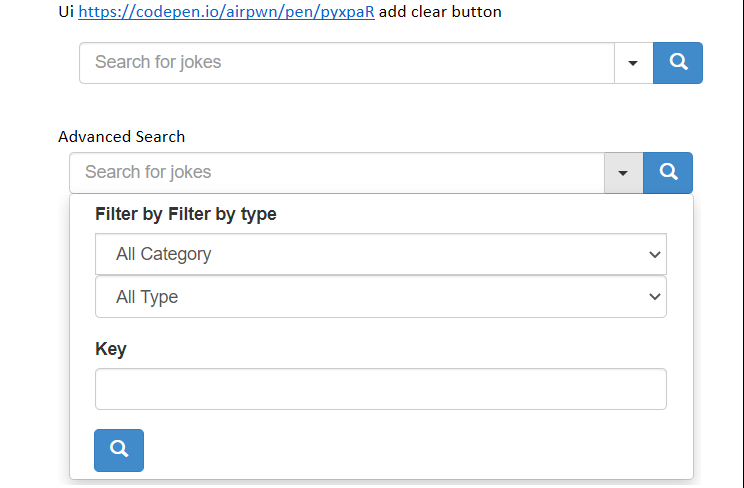 Ui https://codepen.io/airpwn/pen/pyxpaR add clear button
Search for jokes
Advanced Search
Search for jokes
Filter by Filter by type
All Category
All Type
Key